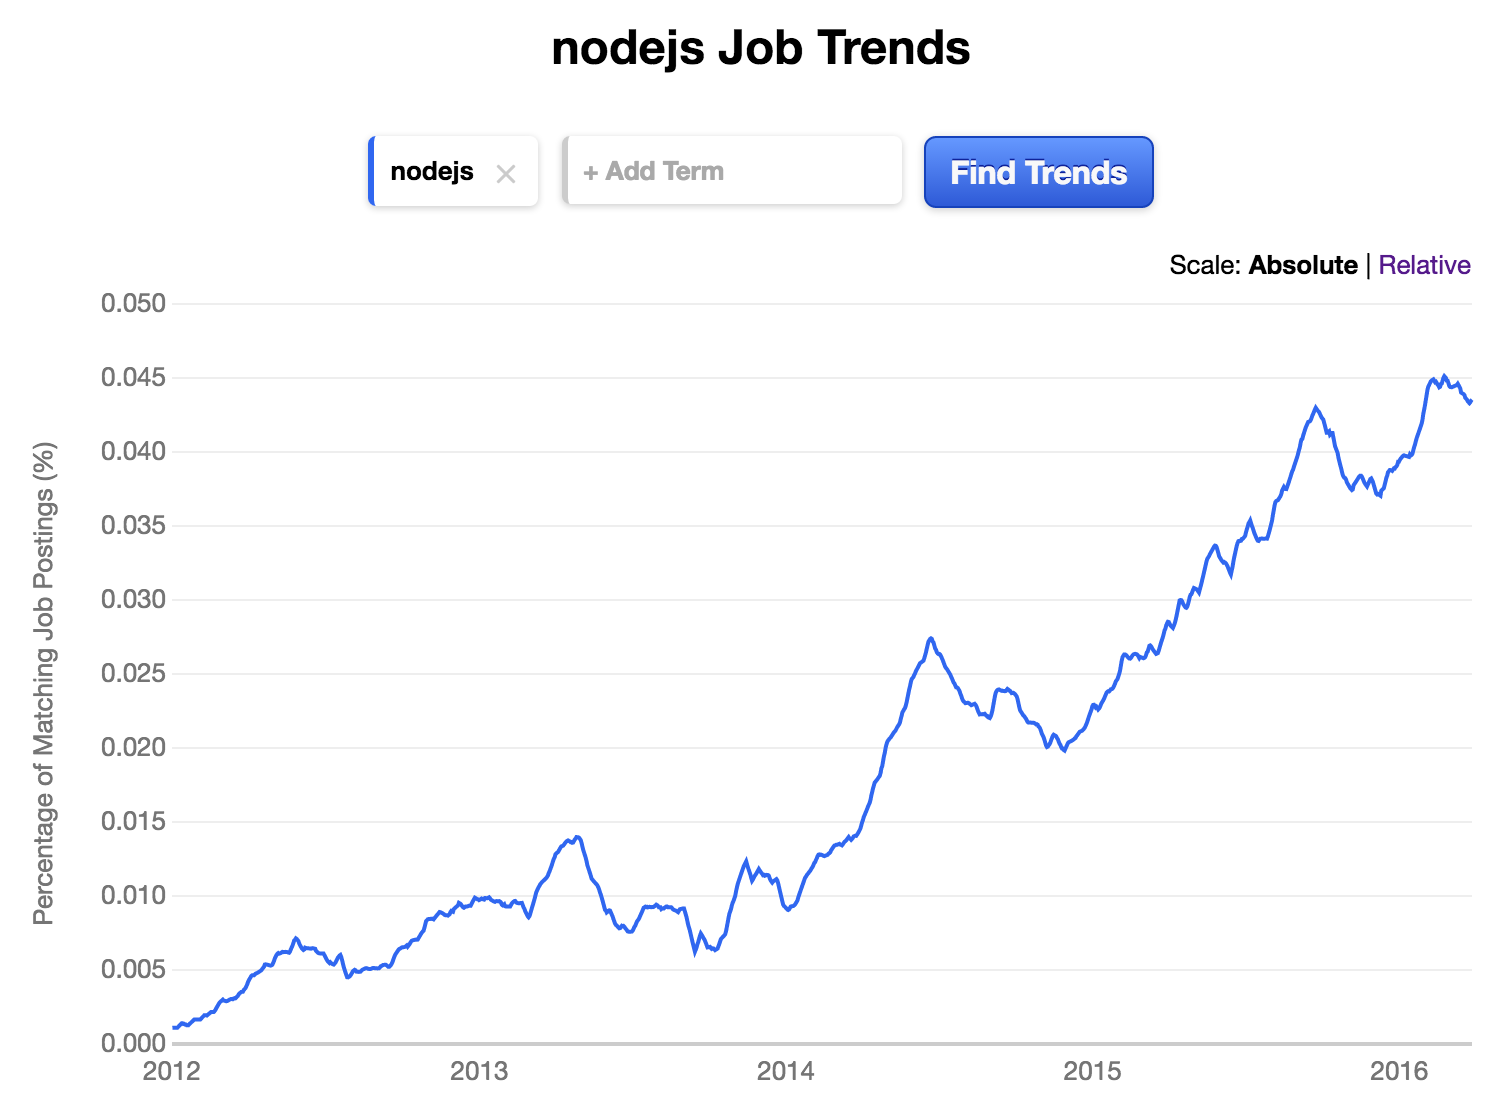 nodejs Job Trends
nodejs ×
+ Add Term
Find Trends
Scale: Absolute | Relative
Percentage of Matching Job Postings (%)
0.050
0.045
0.040
0.035
0.030
0.025
0.020
0.015
0.010
0.005
0.000
2012 2013 2014 2015 2016